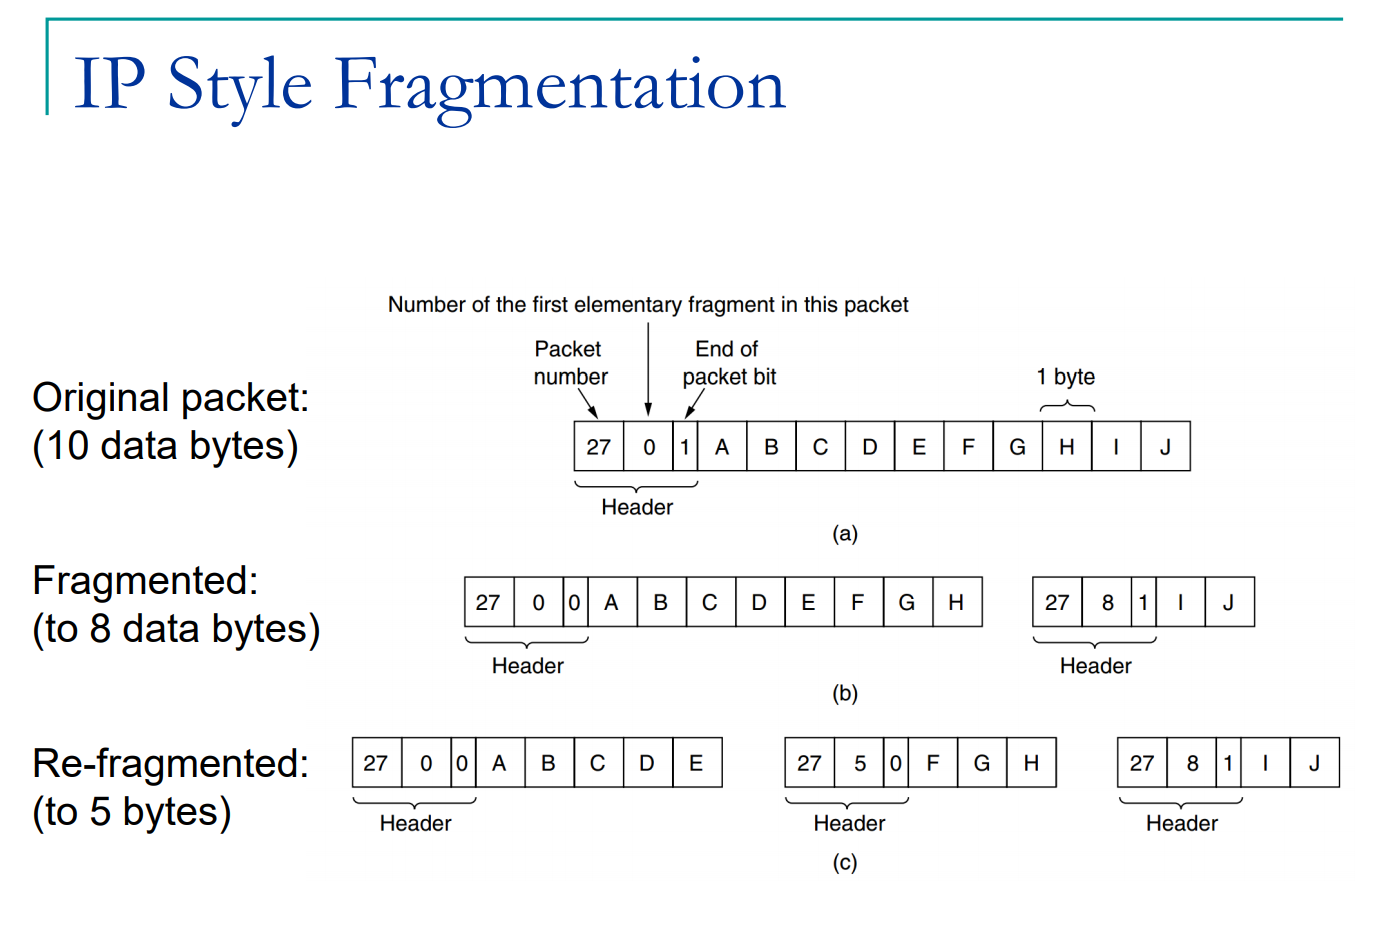 IP Style Fragmentation
Number of the first elementary fragment in this packet
Packet number
End of packet bit
1 byte
Original packet:
(10 data bytes)
27 0 1 A B C D E F G H I J
Header
(a)
Fragmented:
(to 8 data bytes)
27 0 0 A B C D E F G H
27 8 1 I J
Header
Header
(b)
Re-fragmented:
(to 5 bytes)
27 0 0 A B C D E
27 5 0 F G H
27 8 1 I J
Header
Header
Header
(c)